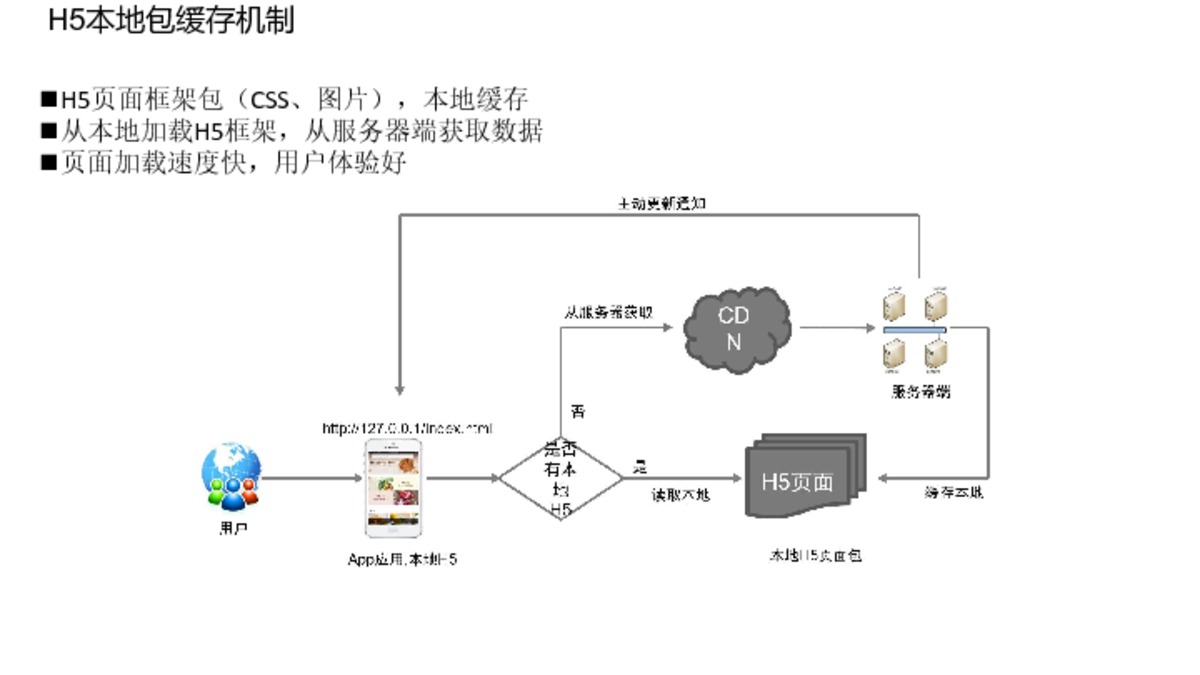 H5本地包缓存机制
■H5页面框架包（CSS、图片），本地缓存
■从本地加载H5框架，从服务器端获取数据
■页面加载速度快，用户体验好
主动更新通知
从服务器获取
CD
N
服务器端
否
http://127.0.0.1/index.html
是否
有本
地
H5
是
读取本地
H5页面
缓存本地
用户
App应用,本地H5
本地H5页面包